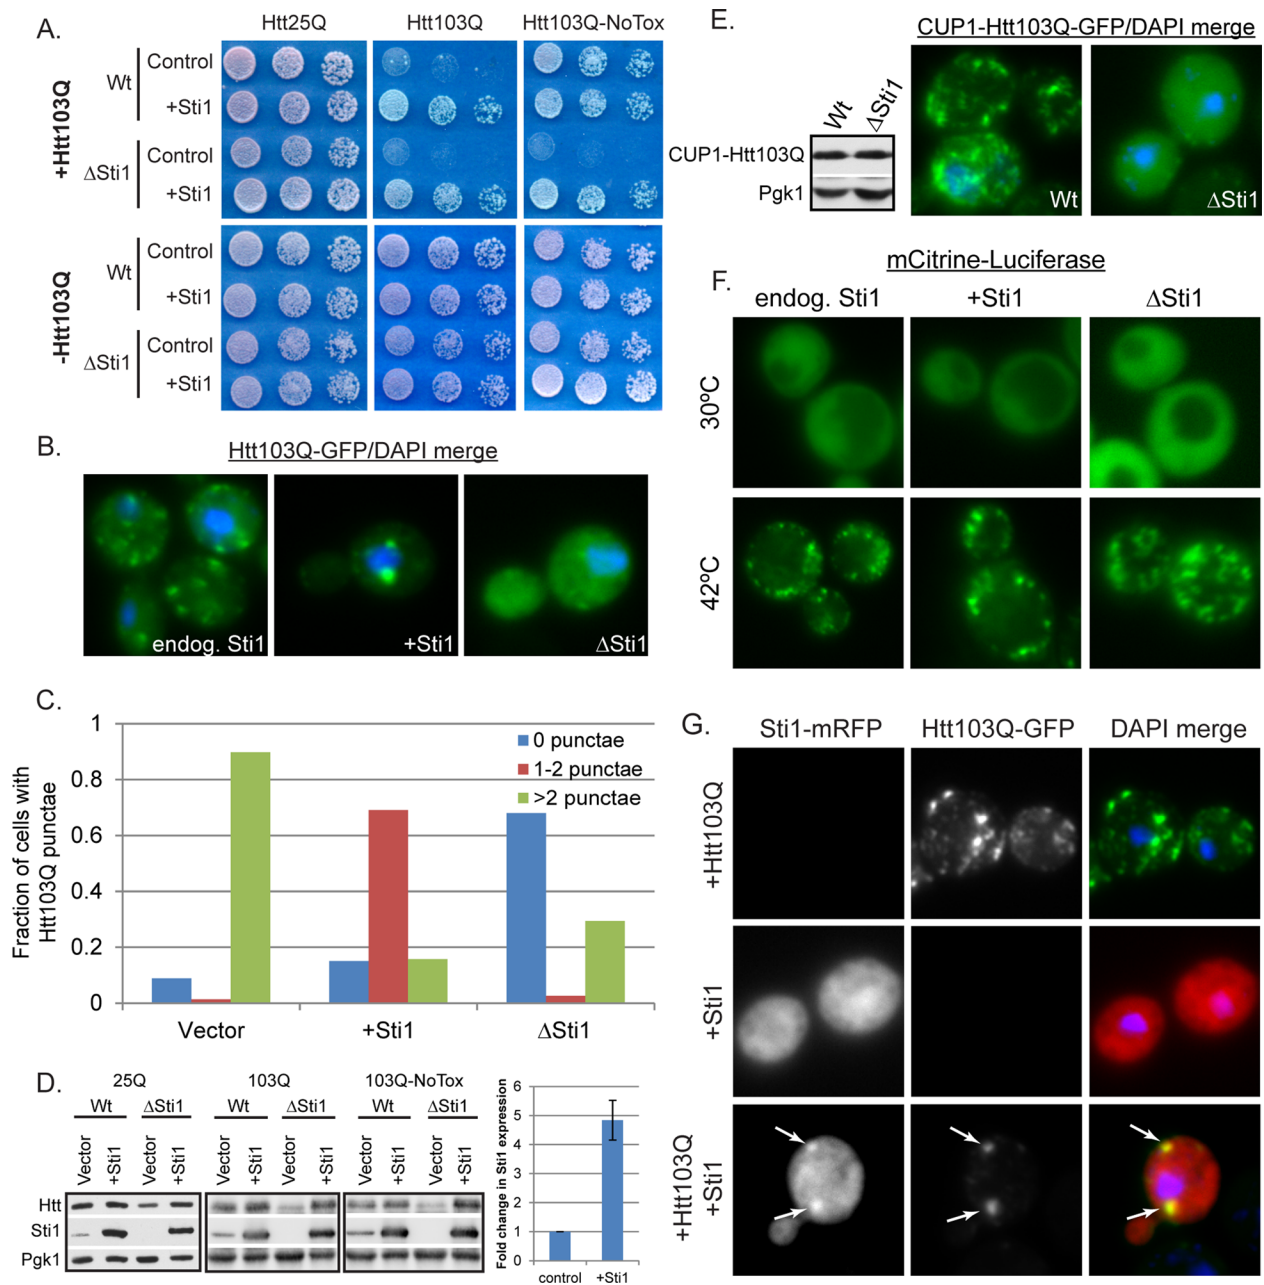 A.
Htt25Q
Htt103Q
Htt103Q-NoTox
+Htt103Q
Wt
Control
+Sti1
ΔSti1
Control
+Sti1
-Htt103Q
Wt
Control
+Sti1
ΔSti1
Control
+Sti1
B.
Htt103Q-GFP/DAPI merge
endog. Sti1
+Sti1
ΔSti1
C.
Fraction of cells with
Htt103Q punctae
1
0.8
0.6
0.4
0.2
0
0 punctae
1-2 punctae
>2 punctae
Vector
+Sti1
ΔSti1
D.
25Q
103Q
103Q-NoTox
Wt
ΔSti1
Wt
ΔSti1
Wt
ΔSti1
Vector
+Sti1
Vector
+Sti1
Vector
+Sti1
Vector
+Sti1
Vector
+Sti1
Vector
+Sti1
Htt
Sti1
Pgk1
Fold change in Sti1 expression
6
5
4
3
2
1
0
control
+Sti1
E.
CUP1-Htt103Q-GFP/DAPI merge
Wt
ΔSti1
CUP1-Htt103Q
Pgk1
Wt
ΔSti1
F.
mCitrine-Luciferase
endog. Sti1
+Sti1
ΔSti1
30ºC
42ºC
G.
Sti1-mRFP
Htt103Q-GFP
DAPI merge
+Htt103Q
+Sti1
+Htt103Q
+Sti1